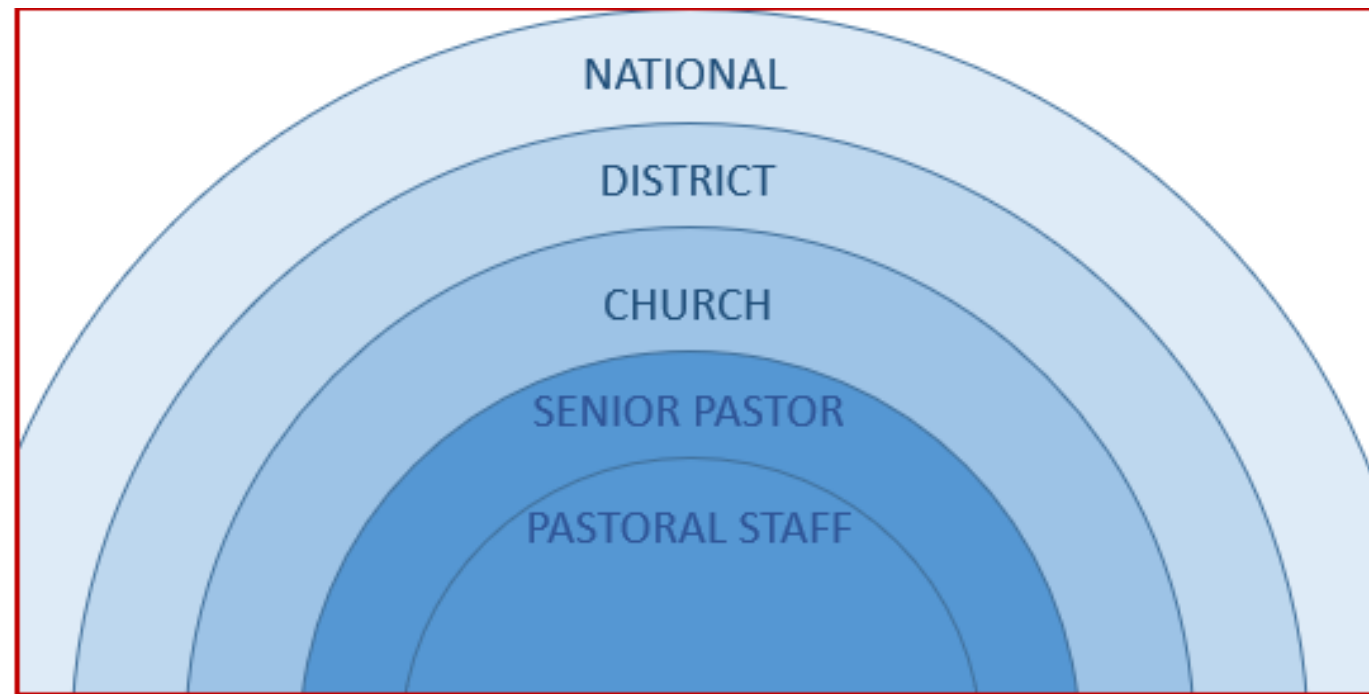 NATIONAL
DISTRICT
CHURCH
SENIOR PASTOR
PASTORAL STAFF